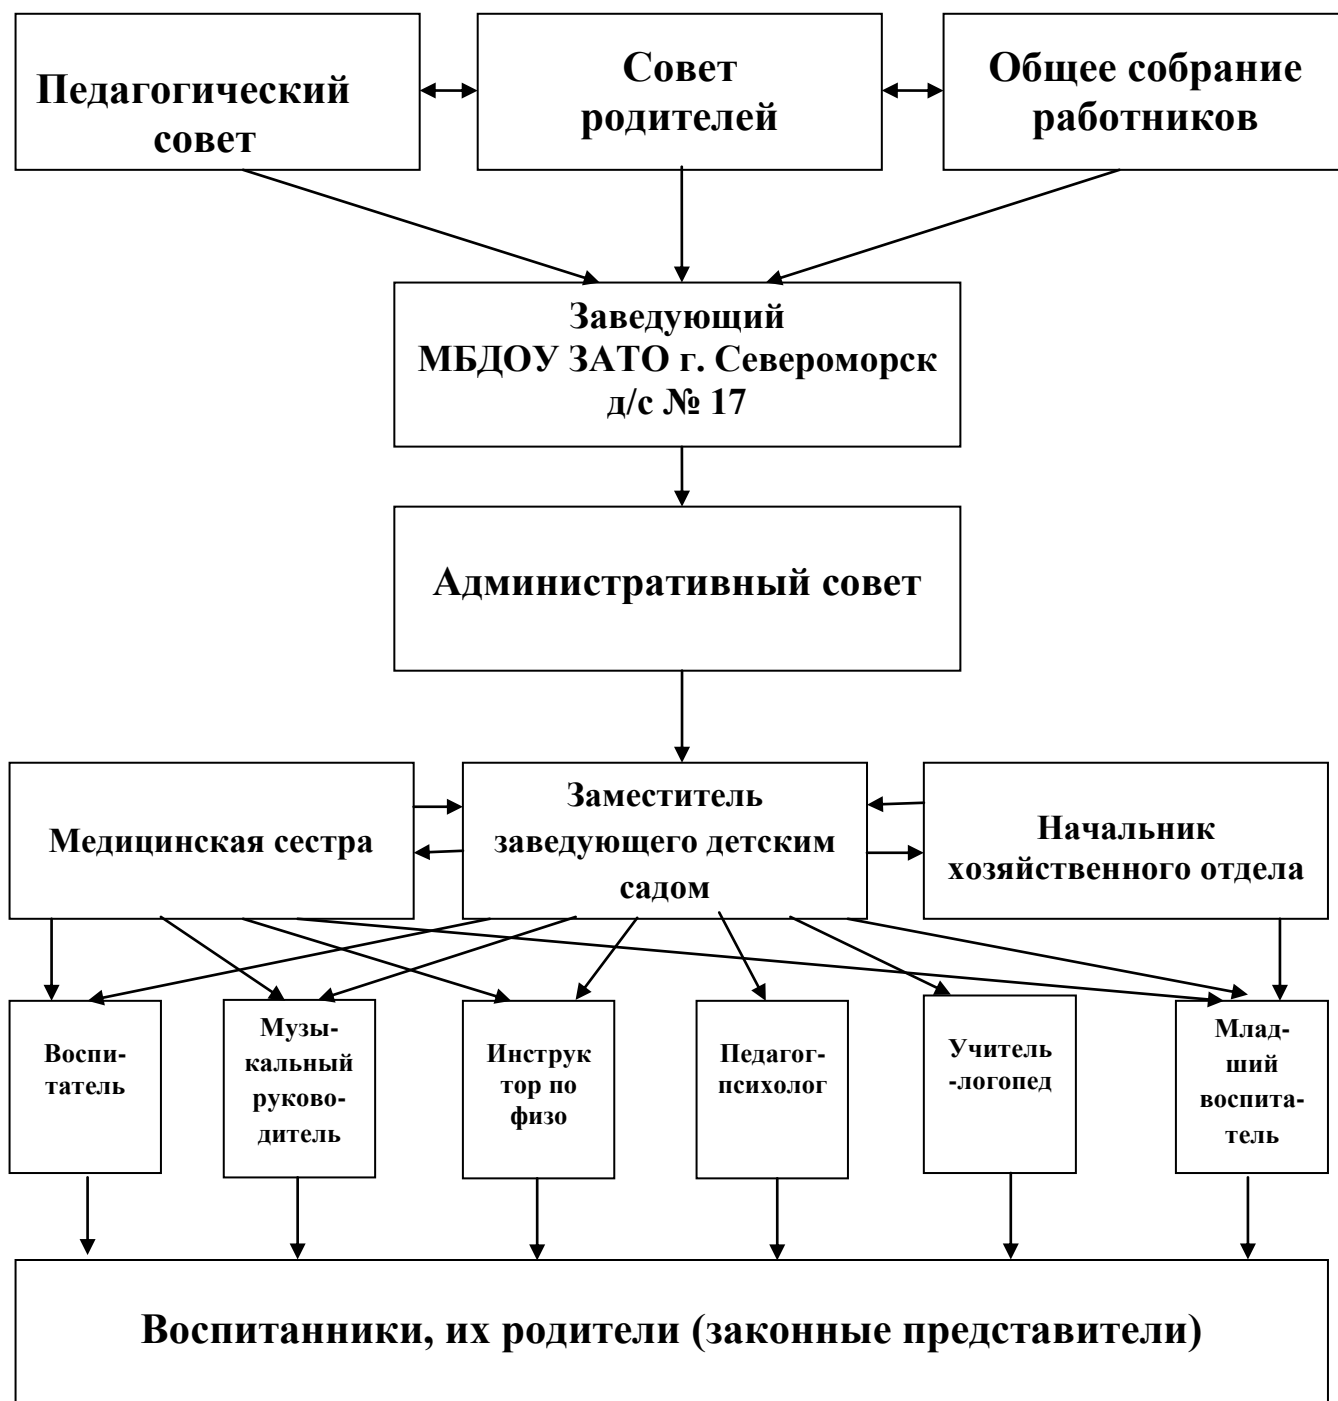 Педагогический
совет
Совет
родителей
Общее собрание
работников
Заведующий
МБДОУ ЗАТО г. Североморск
д/с № 17
Административный совет
Медицинская сестра
Заместитель
заведующего детским
садом
Начальник
хозяйственного отдела
Воспи-
татель
Музы-
кальный
руково-
дитель
Инструк
тор по
физо
Педагог-
психолог
Учитель
-логопед
Млад-
ший
воспита-
тель
Воспитанники, их родители (законные представители)